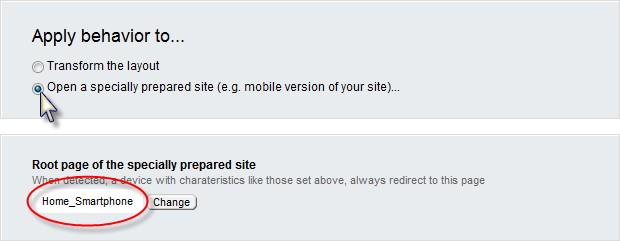 Apply behavior to...
Transform the layout
Open a specially prepared site (e.g. mobile version of your site)...
Root page of the specially prepared site
When detected, a device with charateristics like those set above, always redirect to this page
Home_Smartphone Change